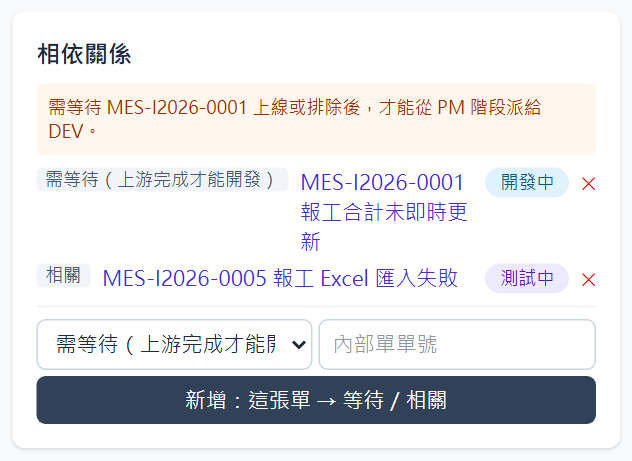 相依關係
需等待 MES-I2026-0001 上線或排除後，才能從 PM 階段派給
DEV。
需等待（上游完成才能開發） MES-I2026-0001 開發中 ×
報工合計未即時更
新
相關 MES-I2026-0005 報工 Excel 匯入失敗 測試中 ×
需等待（上游完成才能開 內部單單號
新增：這張單 → 等待 / 相關